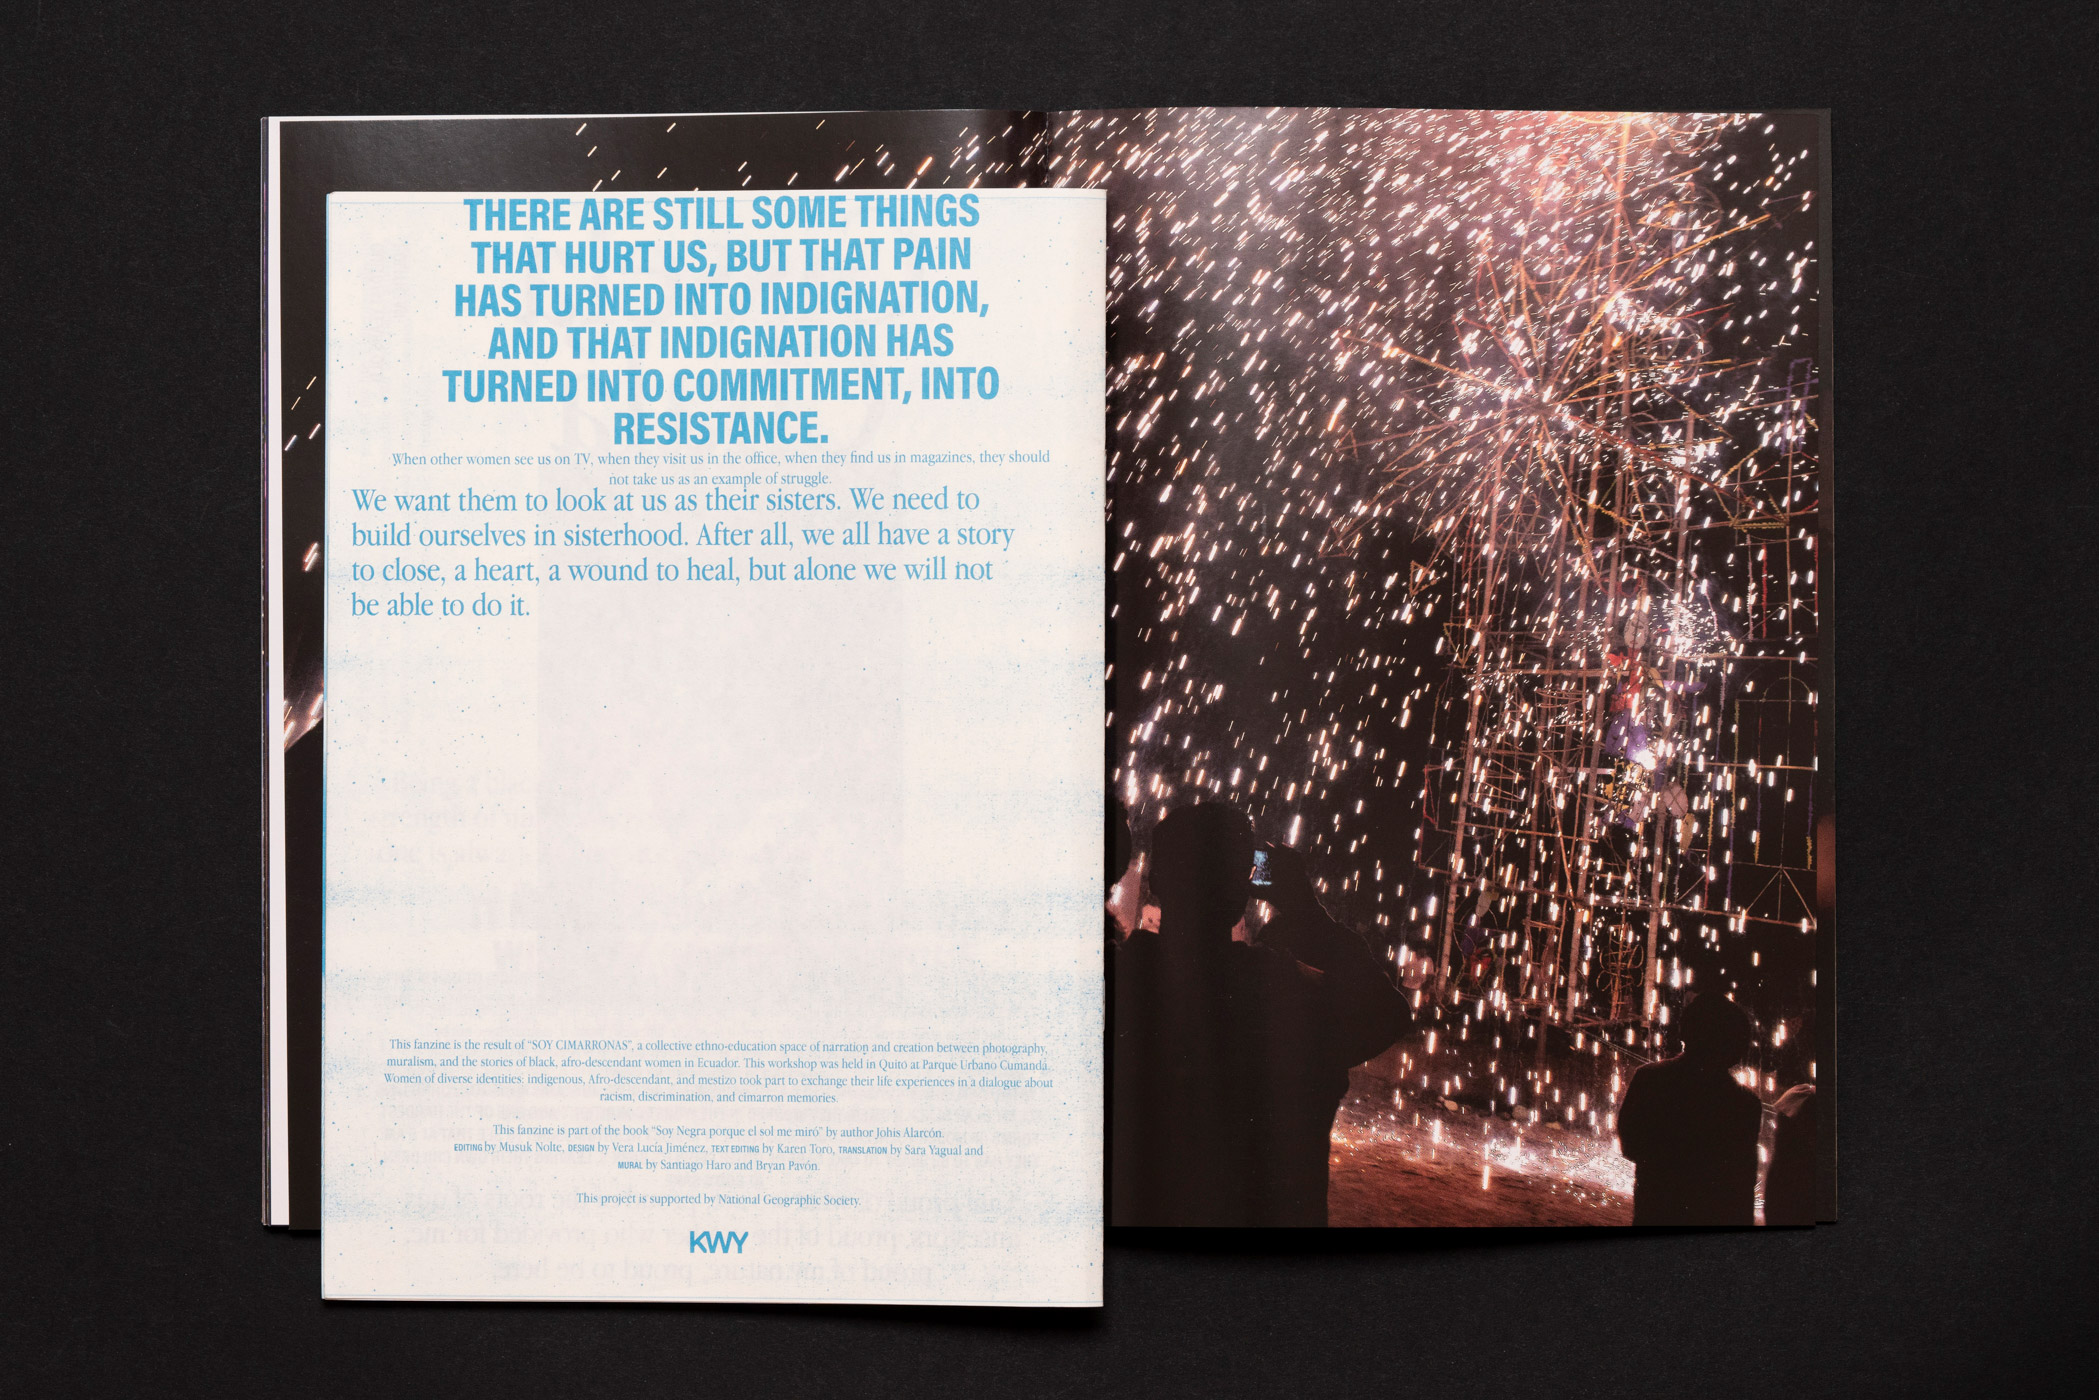 THERE ARE STILL SOME THINGS
THAT HURT US, BUT THAT PAIN
HAS TURNED INTO INDIGNATION,
AND THAT INDIGNATION HAS
TURNED INTO COMMITMENT, INTO
RESISTANCE.
When other women see us on TV, when they visit us in the office, when they find us in magazines, they should
not take us as an example of struggle.
We want them to look at us as their sisters. We need to
build ourselves in sisterhood. After all, we all have a story
to close, a heart, a wound to heal, but alone we will not
be able to do it.
This fanzine is the result of “SOY CIMARRONAS”, a collective ethno-education space of narration and creation between photography,
muralism, and the stories of black, afro-descendant women in Ecuador. This workshop was held in Quito at Parque Urbano Cumandá.
Women of diverse identities: indigenous, Afro-descendant, and mestizo took part to exchange their life experiences in a dialogue about
racism, discrimination, and cimarron memories.
This fanzine is part of the book “Soy Negra porque el sol me miró” by author Johis Alarcón.
EDITING by Musuk Nolte, DESIGN by Vera Lucía Jiménez, TEXT EDITING by Karen Toro, TRANSLATION by Sara Yagual and
MURAL by Santiago Haro and Bryan Pavón.
This project is supported by National Geographic Society.
KWY